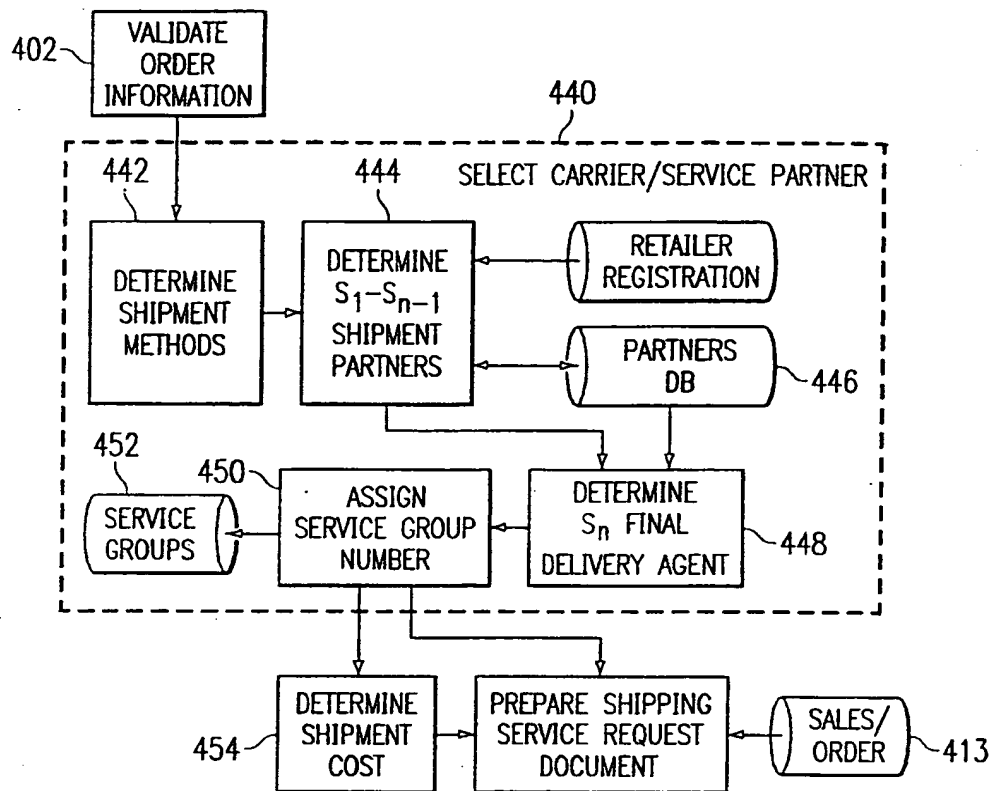 402
VALIDATE
ORDER
INFORMATION
440
SELECT CARRIER/SERVICE PARTNER
442
DETERMINE
SHIPMENT
METHODS
444
DETERMINE
S1-Sn-1
SHIPMENT
PARTNERS
RETAILER
REGISTRATION
PARTNERS
DB
446
452
SERVICE
GROUPS
450
ASSIGN
SERVICE GROUP
NUMBER
DETERMINE
Sn FINAL
DELIVERY AGENT
448
454
DETERMINE
SHIPMENT
COST
PREPARE SHIPPING
SERVICE REQUEST
DOCUMENT
SALES/
ORDER
413